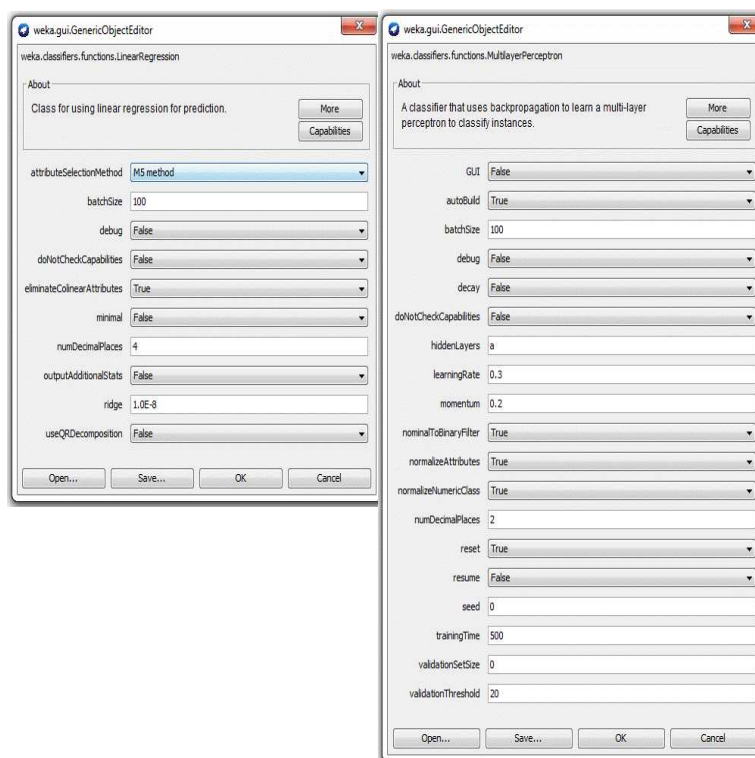 weka.gui.GenericObjectEditor
weka.classifiers.functions.LinearRegression
About
Class for using linear regression for prediction.
More
Capabilities
attributeSelectionMethod M5 method
batchSize 100
debug False
doNotCheckCapabilities False
eliminateColinearAttributes True
minimal False
numDecimalPlaces 4
outputAdditionalStats False
ridge 1.0E-8
useQRDecomposition False
Open... Save... OK Cancel
weka.gui.GenericObjectEditor
weka.classifiers.functions.MultilayerPerceptron
About
A classifier that uses backpropagation to learn a multi-layer
perceptron to classify instances.
More
Capabilities
GUI False
autoBuild True
batchSize 100
debug False
decay False
doNotCheckCapabilities False
hiddenLayers a
learningRate 0.3
momentum 0.2
nominalToBinaryFilter True
normalizeAttributes True
normalizeNumericClass True
numDecimalPlaces 2
reset True
resume False
seed 0
trainingTime 500
validationSetSize 0
validationThreshold 20
Open... Save... OK Cancel